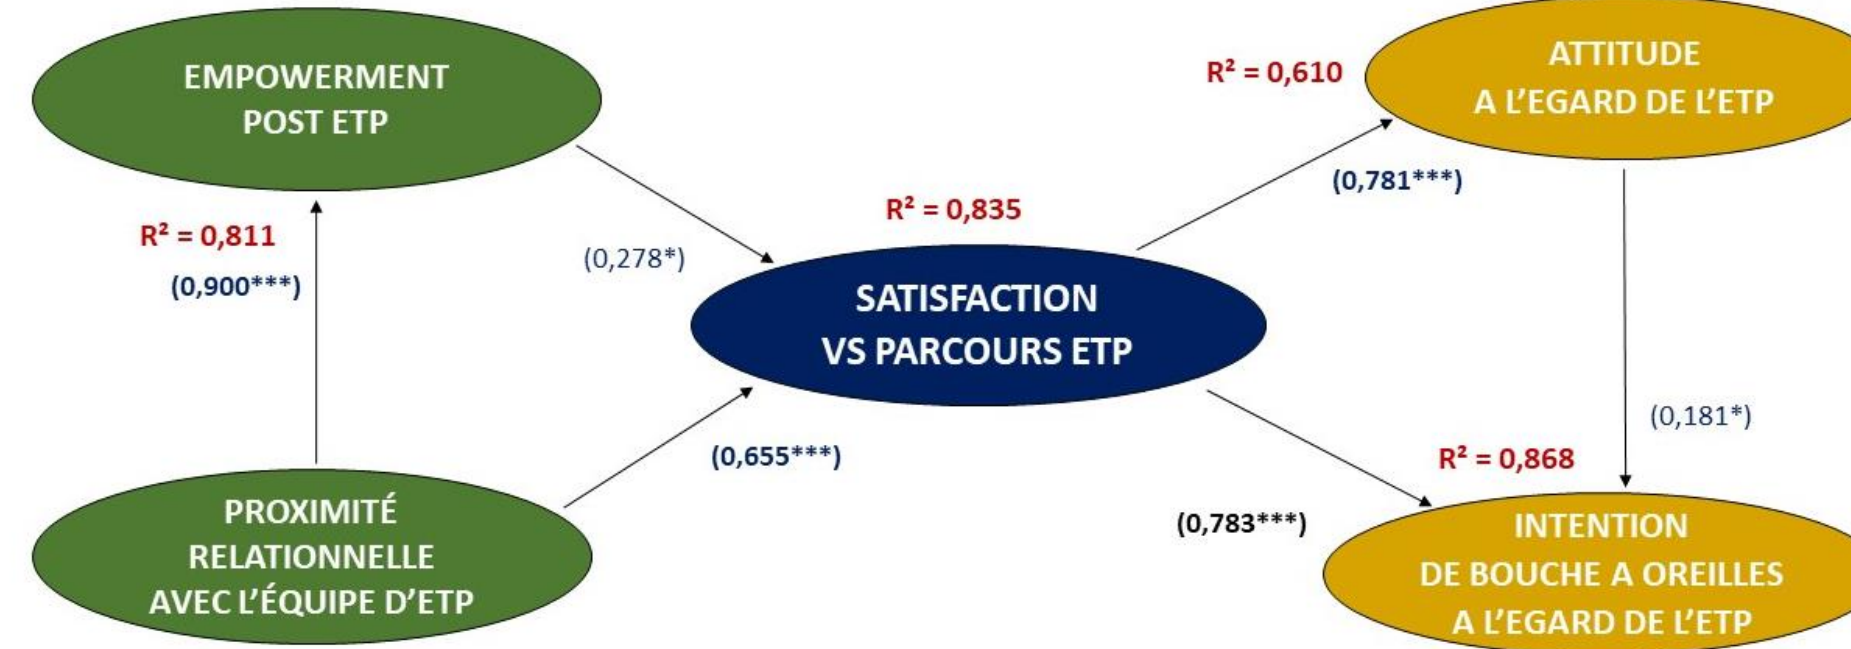 EMPOWERMENT
POST ETP
R² = 0,811
(0,900***)
PROXIMITÉ
RELATIONNELLE
AVEC L’ÉQUIPE D’ETP
(0,278*)
(0,655***)
R² = 0,835
SATISFACTION
VS PARCOURS ETP
R² = 0,610
ATTITUDE
A L’EGARD DE L’ETP
(0,781***)
(0,181*)
R² = 0,868
(0,783***)
INTENTION
DE BOUCHE A OREILLES
A L’EGARD DE L’ETP